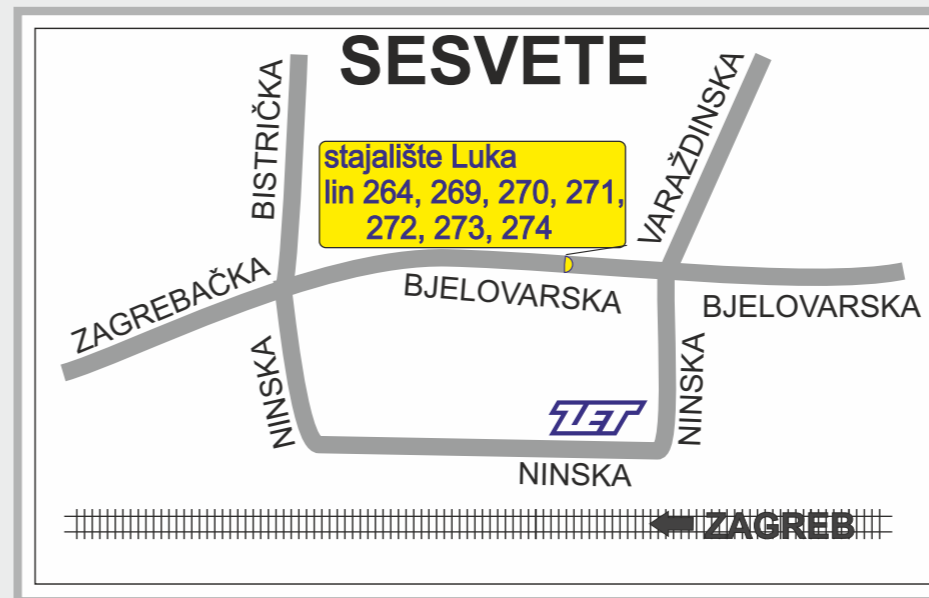 SESVETE
BISTRIČKA
VARAŽDINSKA
stajalište Luka
lin 264, 269, 270, 271,
272, 273, 274
ZAGREBAČKA
BJELOVARSKA
BJELOVARSKA
NINSKA
NINSKA
ZET
NINSKA
ZAGREB